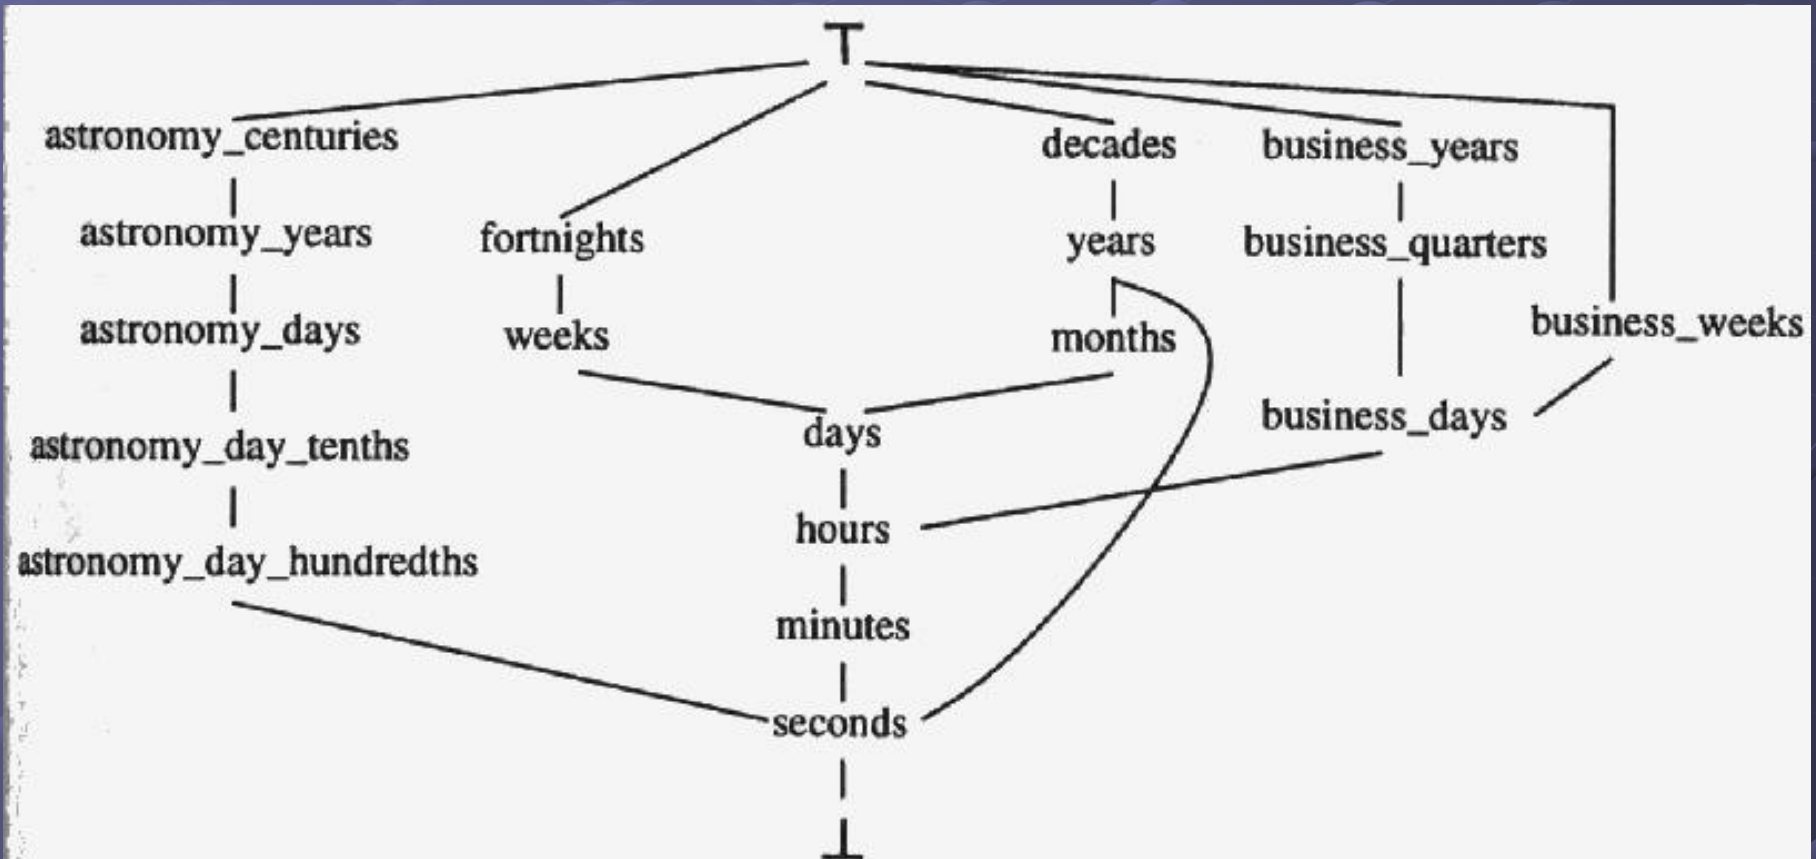 ⊤
astronomy_centuries
decades
business_years
astronomy_years
fortnights
years
business_quarters
astronomy_days
weeks
months
business_weeks
days
business_days
astronomy_day_tenths
hours
astronomy_day_hundredths
minutes
seconds
⊥